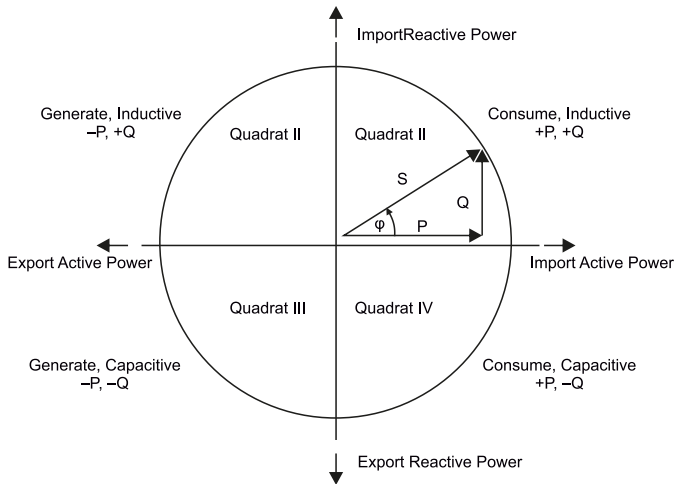 ImportReactive Power
Generate, Inductive
–P, +Q
Quadrat II
Quadrat II
Consume, Inductive
+P, +Q
S
Q
φ
P
Export Active Power
Import Active Power
Quadrat III
Quadrat IV
Generate, Capacitive
–P, –Q
Consume, Capacitive
+P, –Q
Export Reactive Power